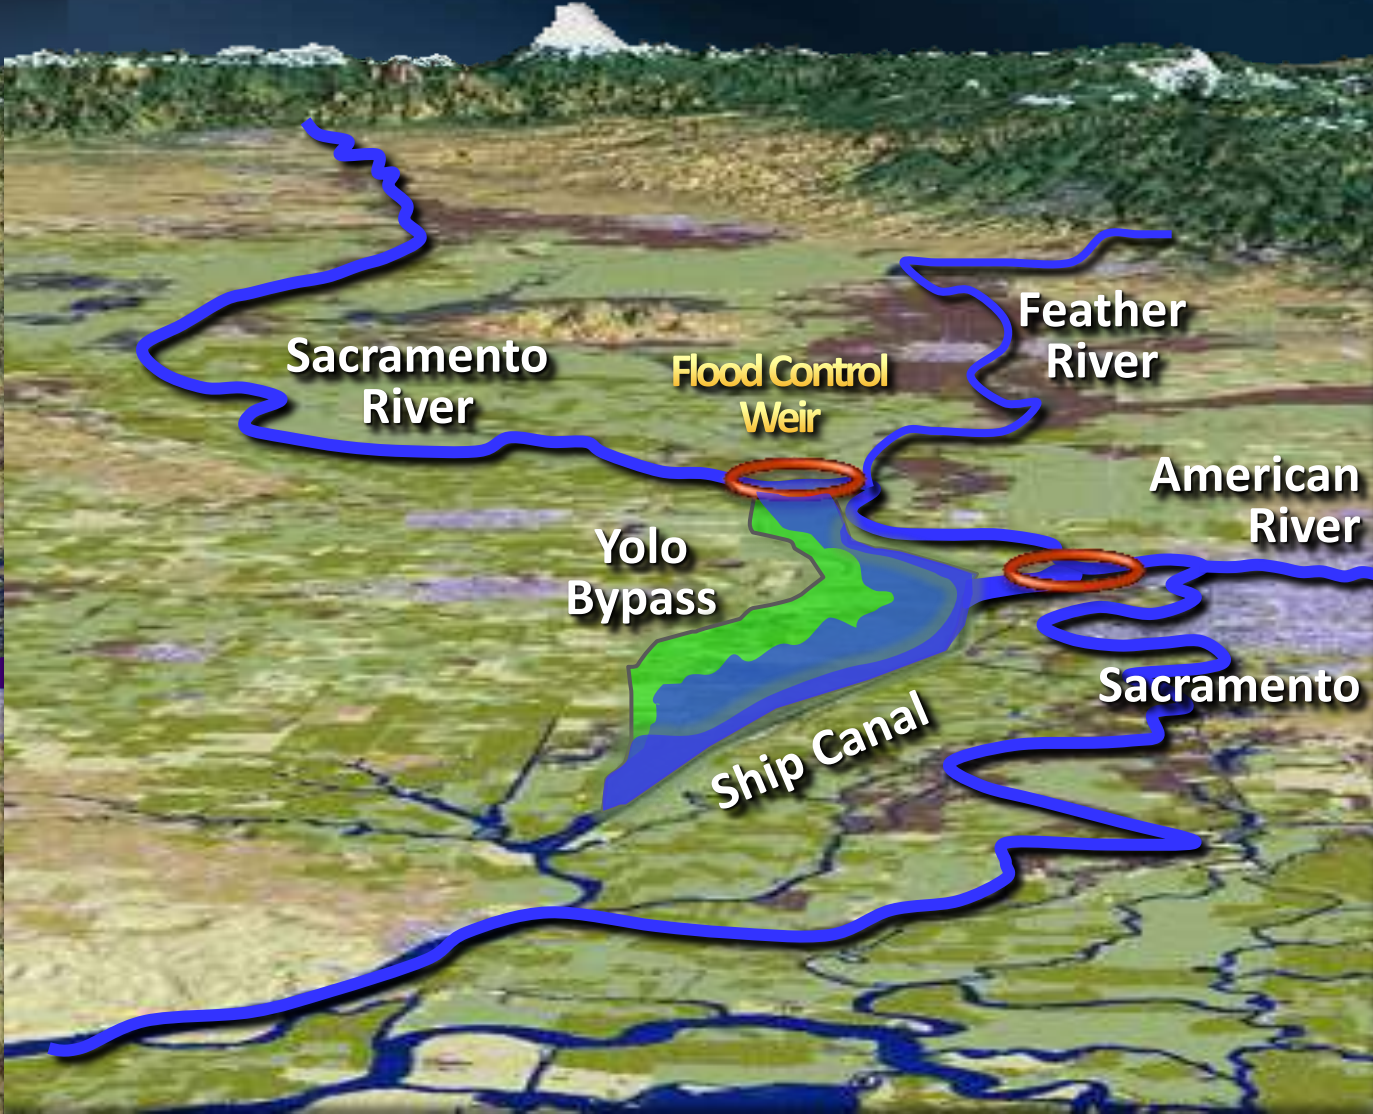 Feather
River
Sacramento
River
Flood Control
Weir
American
River
Yolo
Bypass
Sacramento
Ship Canal